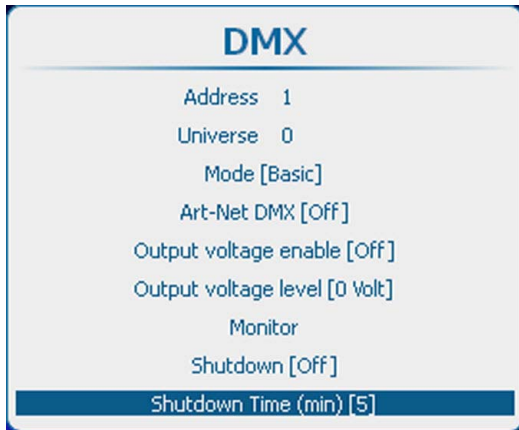 DMX
Address 1
Universe 0
Mode [Basic]
Art-Net DMX [Off]
Output voltage enable [Off]
Output voltage level [0 Volt]
Monitor
Shutdown [Off]
Shutdown Time (min) [5]